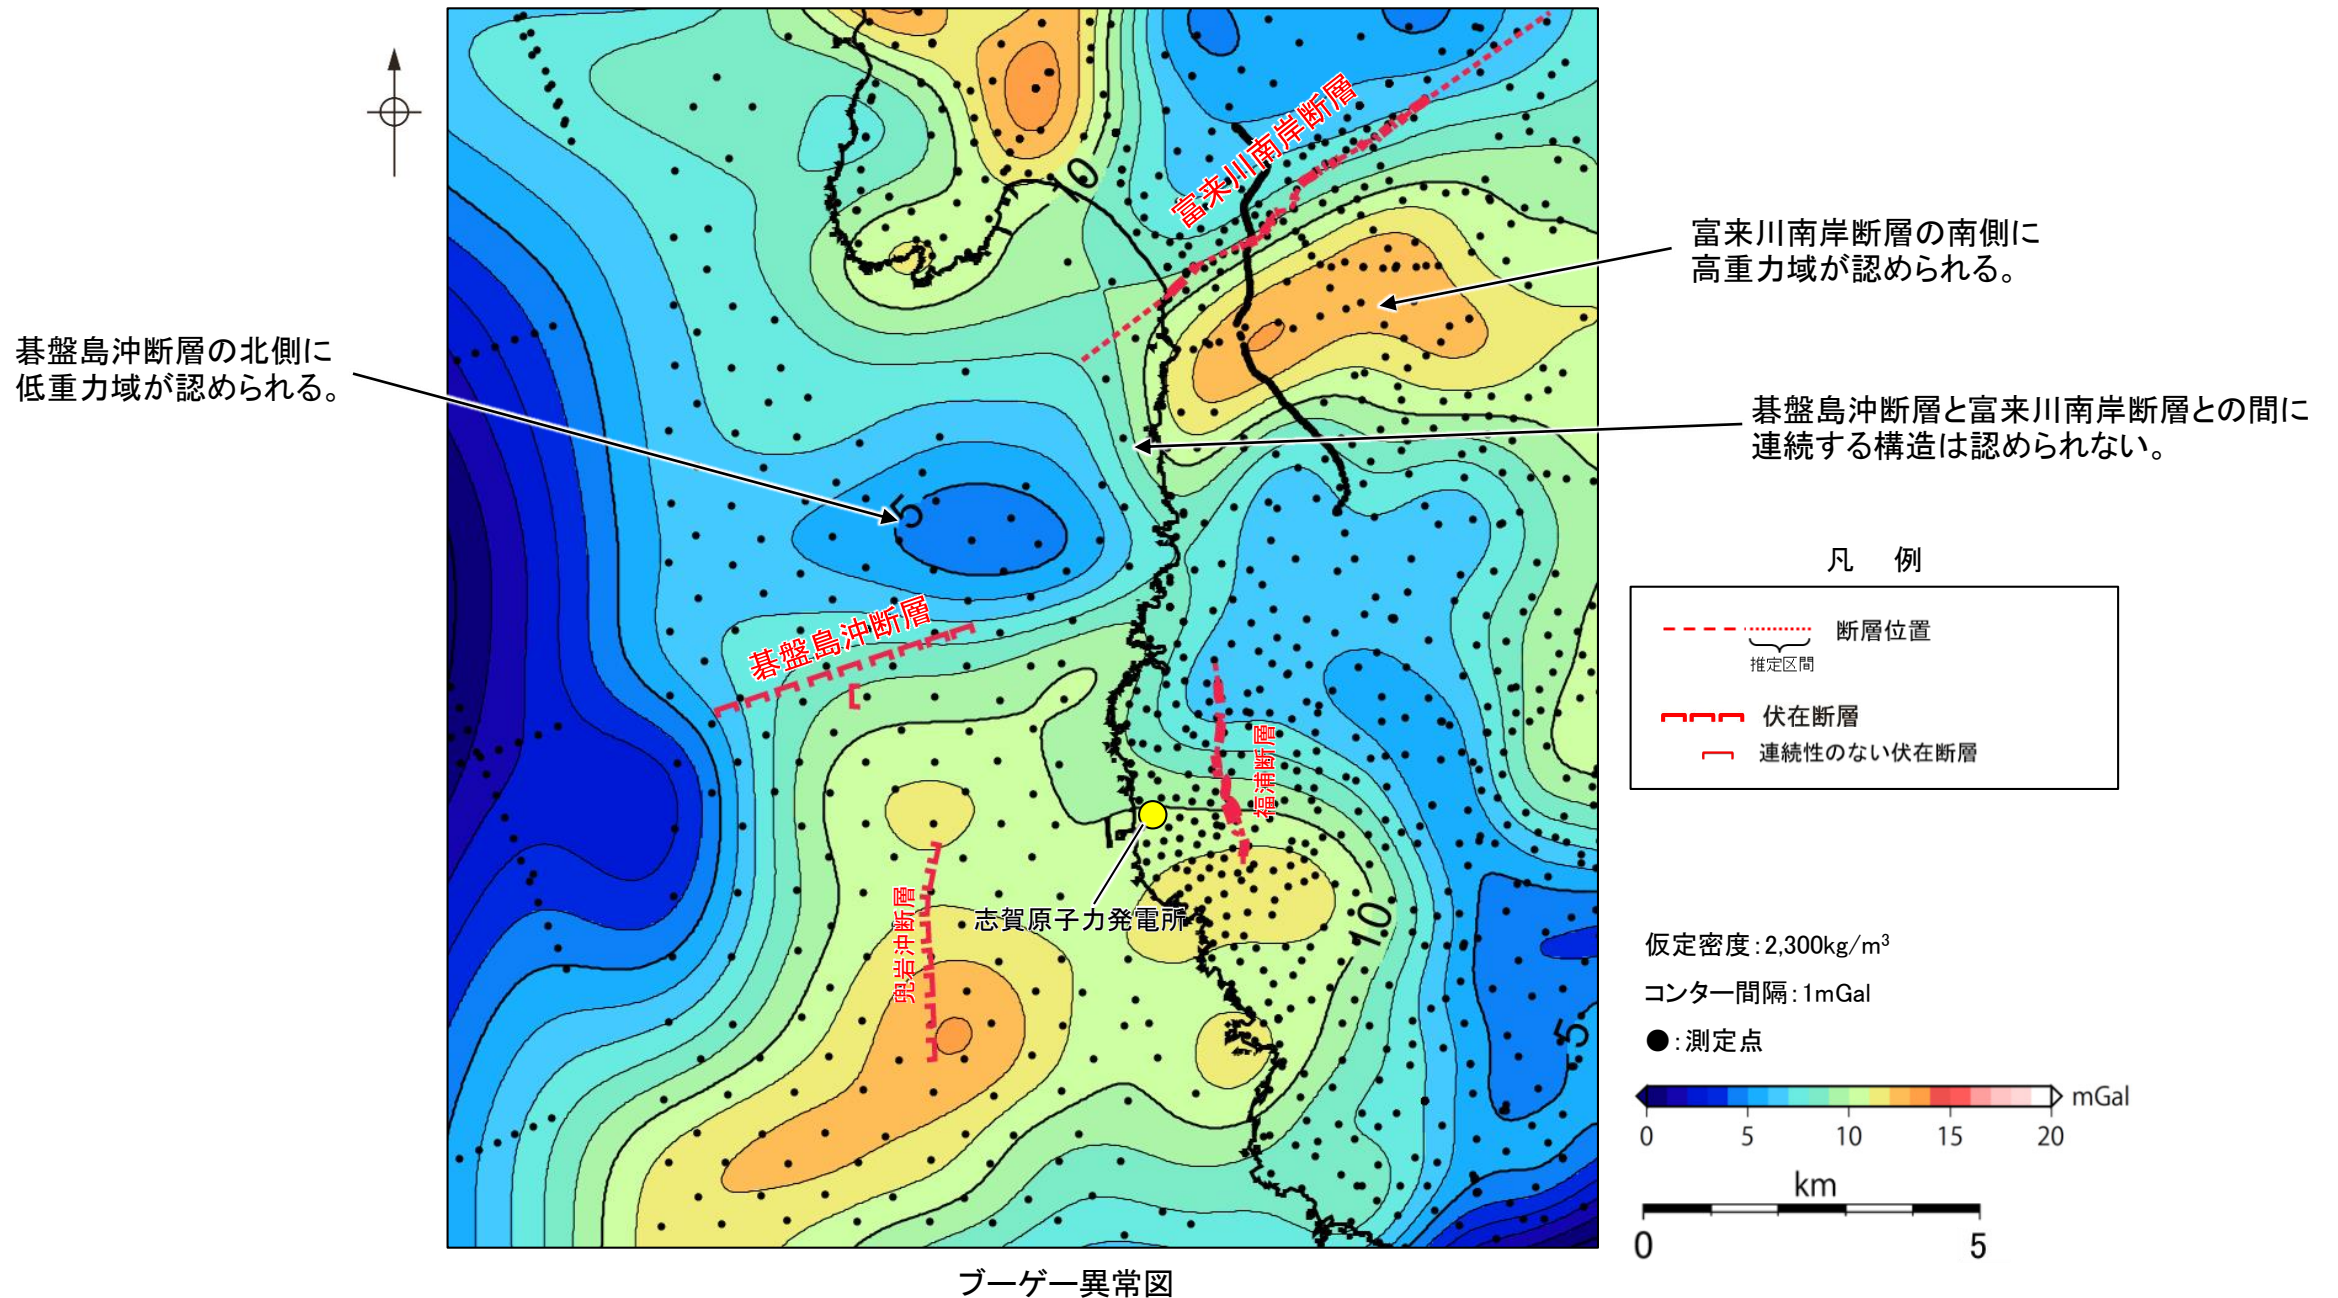 富来川南岸断層
0
富来川南岸断層の南側に
高重力域が認められる。
碁盤島沖断層の北側に
低重力域が認められる。
碁盤島沖断層と富来川南岸断層との間に
連続する構造は認められない。
5
碁盤島沖断層
福浦断層
兜岩沖断層
志賀原子力発電所
10
5
凡 例
断層位置
推定区間
伏在断層
連続性のない伏在断層
仮定密度:2,300kg/m³
コンター間隔:1mGal
●:測定点
mGal
0 5 10 15 20
km
0 5
ブーゲー異常図